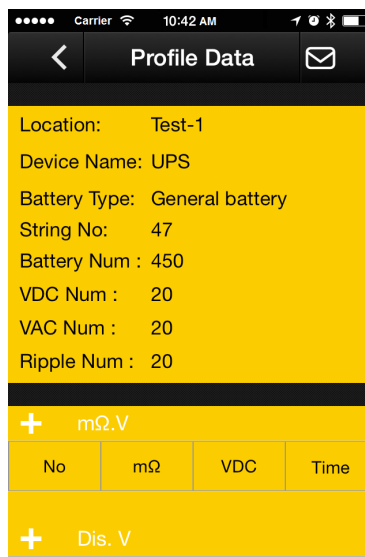 Carrier 10:42 AM
Profile Data
Location: Test-1
Device Name: UPS
Battery Type: General battery
String No: 47
Battery Num : 450
VDC Num : 20
VAC Num : 20
Ripple Num : 20
+ mΩ.V
No mΩ VDC Time
+ Dis. V